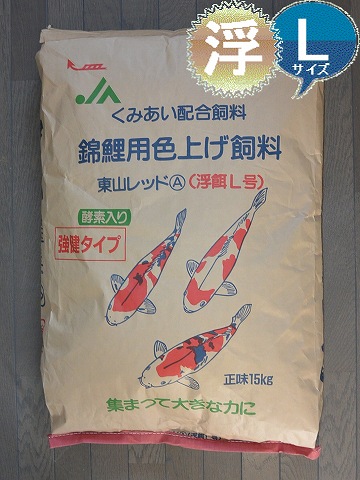 浮
L
サイズ
JA
くみあい配合飼料
錦鯉用色上げ飼料
東山レッドⒶ(浮餌L号)
酵素入り
強健タイプ
正味15kg
集まって大きな力に